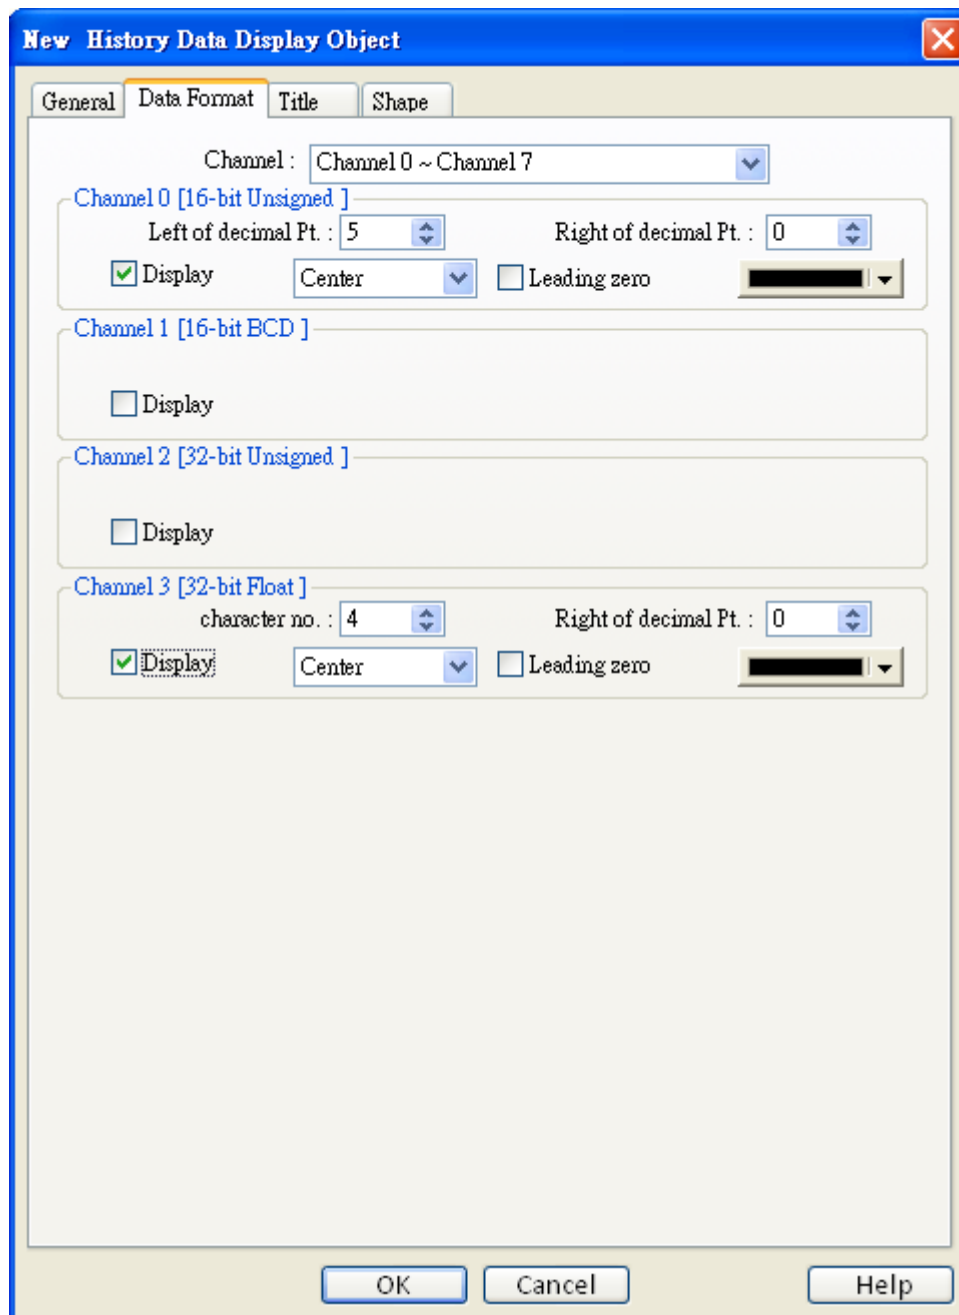 New History Data Display Object
General Data Format Title Shape
Channel : Channel 0 ~ Channel 7
Channel 0 [16-bit Unsigned ]
Left of decimal Pt. : 5 Right of decimal Pt. : 0
Display Center Leading zero
Channel 1 [16-bit BCD ]
Display
Channel 2 [32-bit Unsigned ]
Display
Channel 3 [32-bit Float ]
character no. : 4 Right of decimal Pt. : 0
Display Center Leading zero
OK Cancel Help